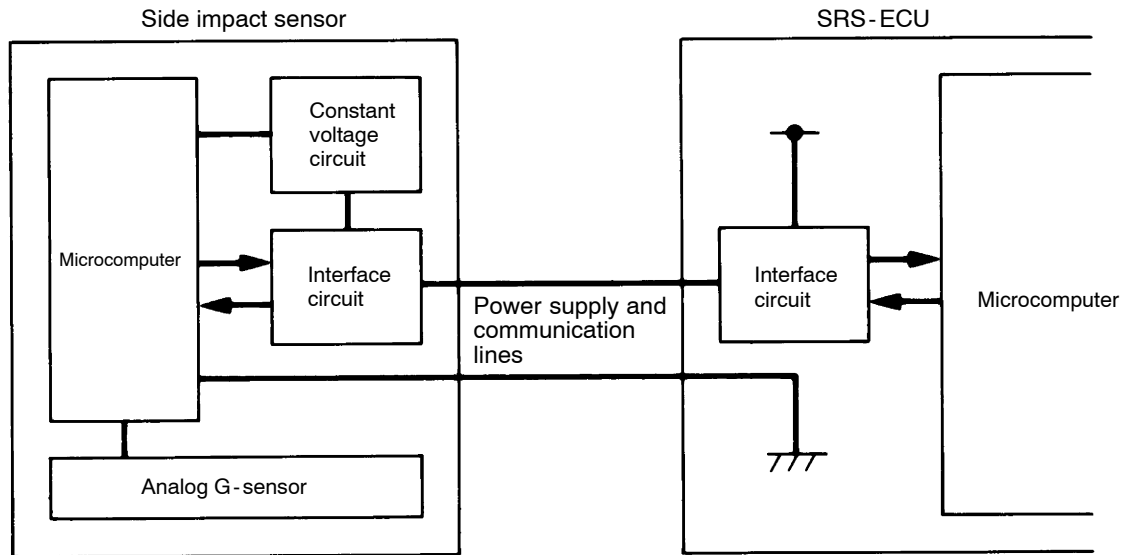 Side impact sensor
SRS-ECU
Constant
voltage
circuit
Microcomputer
Interface
circuit
Power supply and
communication
lines
Interface
circuit
Microcomputer
Analog G-sensor